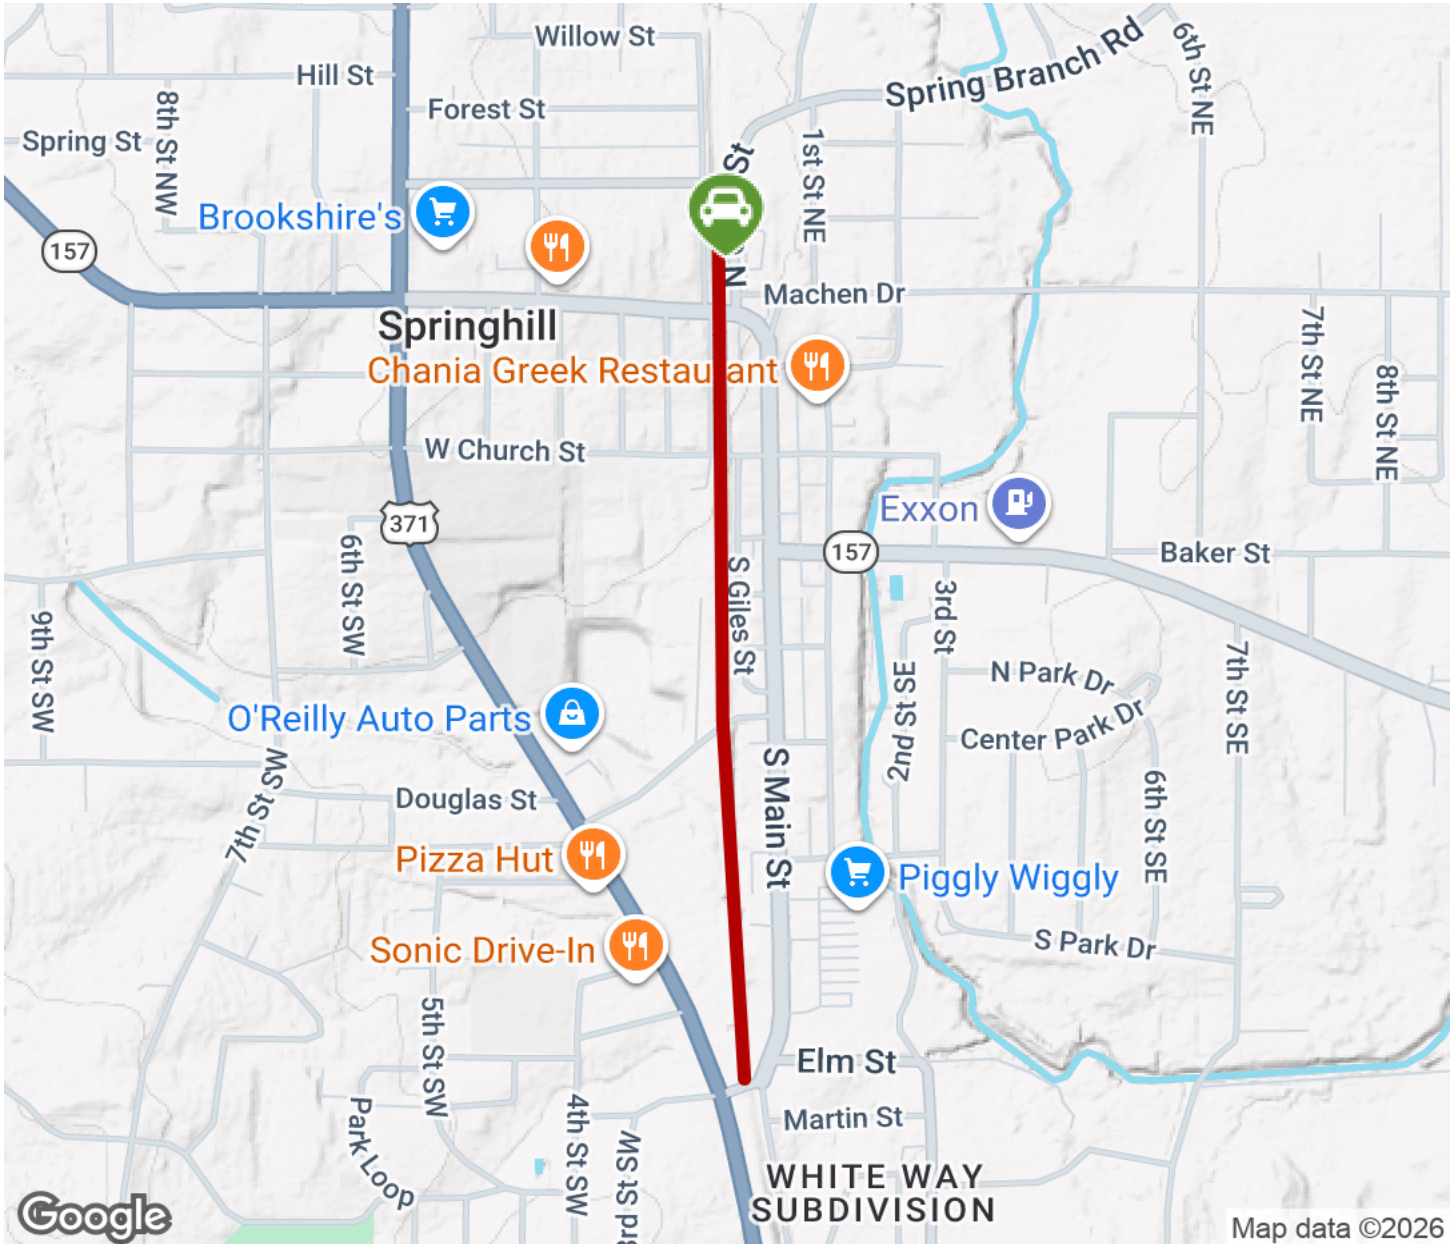 Willow St
Hill St
Spring Branch Rd
6th St NE
Forest St
8th St NW
Spring St
1st St NE
St
Brookshire's
157
N
Machen Dr
Springhill
7th St NE
Chania Greek Restaurant
8th St NE
W Church St
Exxon
371
157
Baker St
6th St SW
S Giles St
3rd St
9th St SW
N Park Dr
2nd St SE
7th St SE
O'Reilly Auto Parts
Center Park Dr
S Main St
7th St SW
Douglas St
6th St SE
Pizza Hut
Piggly Wiggly
Sonic Drive-In
S Park Dr
5th St SW
Elm St
Park Loop
4th St SW
Martin St
3rd St SW
WHITE WAY
SUBDIVISION
Google
Map data ©2026